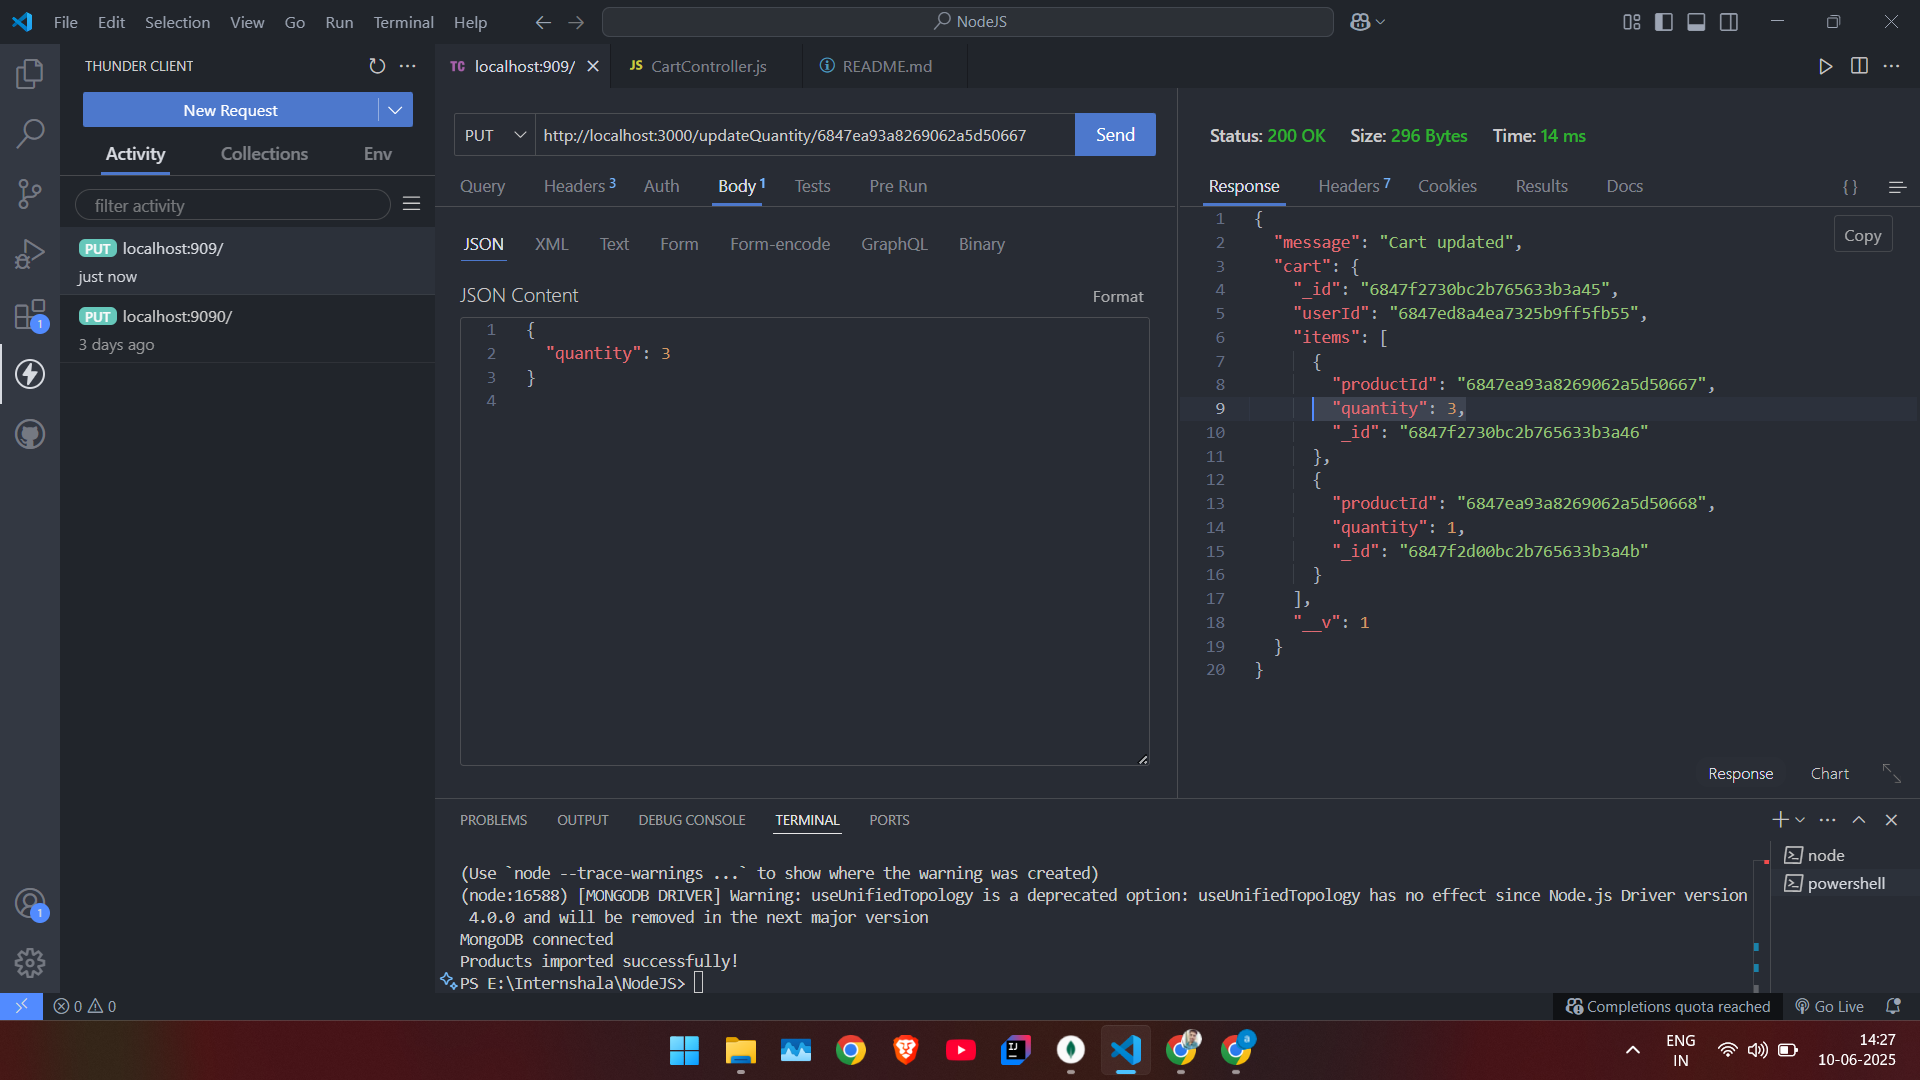 File Edit Selection View Go Run Terminal Help
NodeJS
THUNDER CLIENT
New Request
Activity Collections Env
filter activity
PUT localhost:909/
just now
PUT localhost:9090/
3 days ago
TC localhost:909/
JS CartController.js
README.md
PUT http://localhost:3000/updateQuantity/6847ea93a8269062a5d50667 Send
Query Headers 3 Auth Body 1 Tests Pre Run
JSON XML Text Form Form-encode GraphQL Binary
JSON Content Format
1 {
2 "quantity": 3
3 }
4
Status: 200 OK Size: 296 Bytes Time: 14 ms
Response Headers 7 Cookies Results Docs { }
Copy
1 {
2 "message": "Cart updated",
3 "cart": {
4 "_id": "6847f2730bc2b765633b3a45",
5 "userId": "6847ed8a4ea7325b9ff5fb55",
6 "items": [
7 {
8 "productId": "6847ea93a8269062a5d50667",
9 "quantity": 3,
10 "_id": "6847f2730bc2b765633b3a46"
11 },
12 {
13 "productId": "6847ea93a8269062a5d50668",
14 "quantity": 1,
15 "_id": "6847f2d00bc2b765633b3a4b"
16 }
17 ],
18 "__v": 1
19 }
20 }
Response Chart
PROBLEMS OUTPUT DEBUG CONSOLE TERMINAL PORTS
(Use `node --trace-warnings ...` to show where the warning was created)
(node:16588) [MONGODB DRIVER] Warning: useUnifiedTopology is a deprecated option: useUnifiedTopology has no effect since Node.js Driver version
4.0.0 and will be removed in the next major version
MongoDB connected
Products imported successfully!
PS E:\Internshala\NodeJS>
node
powershell
1
1
0 0
Completions quota reached
Go Live
IJ
a
ENG
IN
14:27
10-06-2025